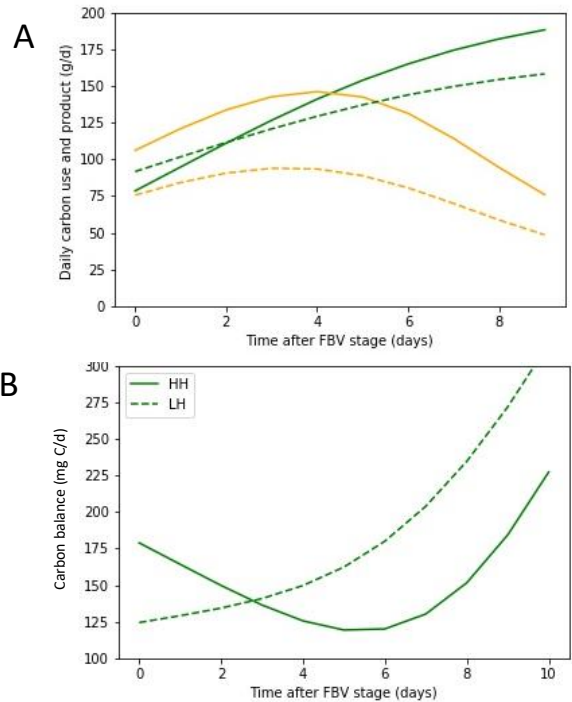 A
Daily carbon use and product (g/d)
200
175
150
125
100
75
50
25
0
0 2 4 6 8
Time after FBV stage (days)
B
Carbon balance (mg C/d)
300
275
250
225
200
175
150
125
100
HH
LH
0 2 4 6 8 10
Time after FBV stage (days)